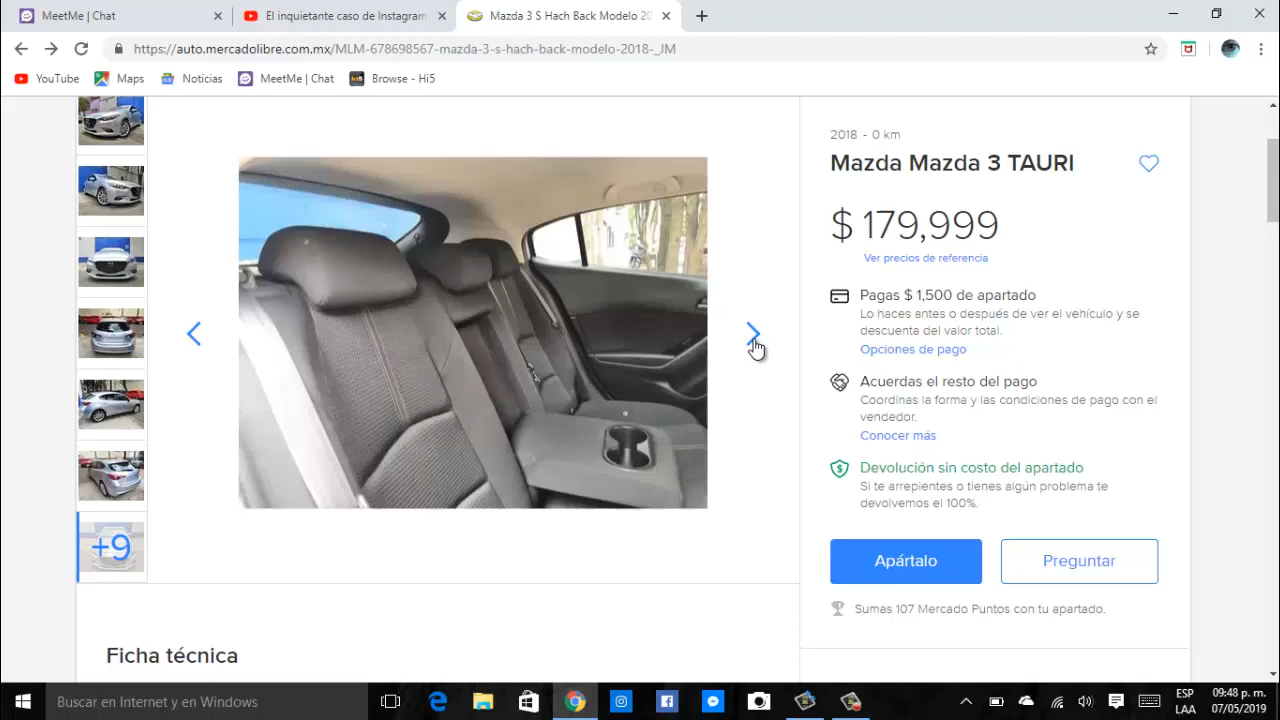 MeetMe | Chat
El inquietante caso de Instagram
Mazda 3 S Hach Back Modelo 20
https://auto.mercadolibre.com.mx/MLM-678698567-mazda-3-s-hach-back-modelo-2018-_JM
YouTube
Maps
Noticias
MeetMe | Chat
Browse - Hi5
2018 - 0 km
Mazda Mazda 3 TAURI
$ 179,999
Ver precios de referencia
Pagas $ 1,500 de apartado
Lo haces antes o después de ver el vehículo y se
descuenta del valor total.
Opciones de pago
Acuerdas el resto del pago
Coordinas la forma y las condiciones de pago con el
vendedor.
Conocer más
Devolución sin costo del apartado
Si te arrepientes o tienes algún problema te
devolvemos el 100%.
Apártalo
Preguntar
Sumas 107 Mercado Puntos con tu apartado.
+9
Ficha técnica
Buscar en Internet y en Windows
ESP
LAA
09:48 p. m.
07/05/2019